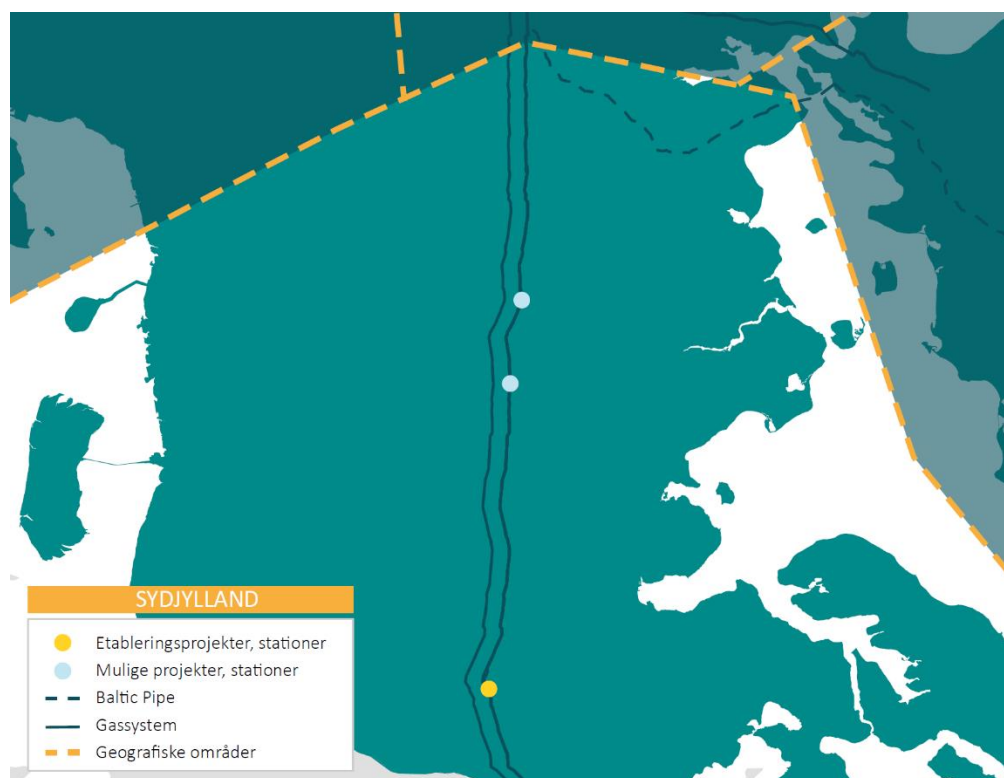 SYDJYLLAND
Etableringsprojekter, stationer
Mulige projekter, stationer
Baltic Pipe
Gassystem
Geografiske områder